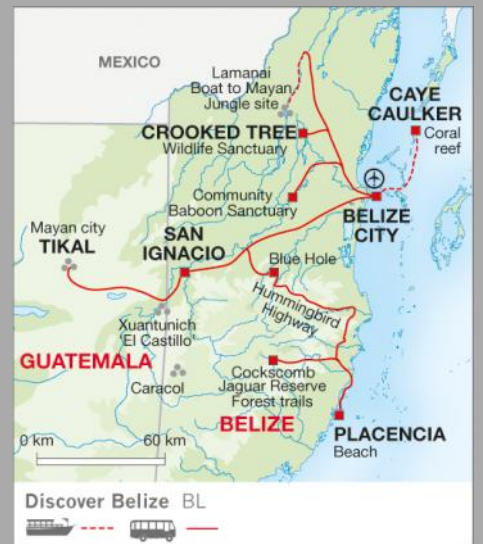 MEXICO
Lamanai
Boat to Mayan
Jungle site
CAYE
CAULKER
Coral
reef
CROOKED TREE
Wildlife Sanctuary
Community
Baboon Sanctuary
BELIZE
CITY
Mayan city
TIKAL
SAN
IGNACIO
Blue Hole
Hummingbird
Highway
Xuantunich
'El Castillo'
GUATEMALA
Caracol
Cockscomb
Jaguar Reserve
Forest trails
BELIZE
PLACENCIA
Beach
0 km 60 km
Discover Belize BL